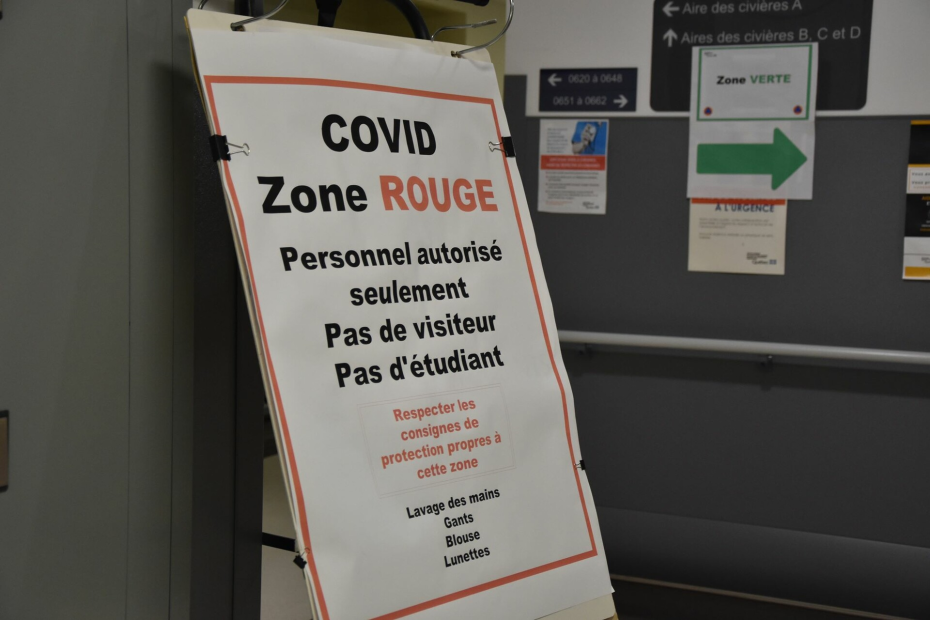 COVID
Zone ROUGE
Personnel autorisé
seulement
Pas de visiteur
Pas d'étudiant
Respecter les
consignes de
protection propres à
cette zone
Lavage des mains
Gants
Blouse
Lunettes
← Aire des civières A
↑ Aires des civières B, C et D
← 0620 à 0648
0651 à 0662 →
Zone VERTE
À L'URGENCE
Québec